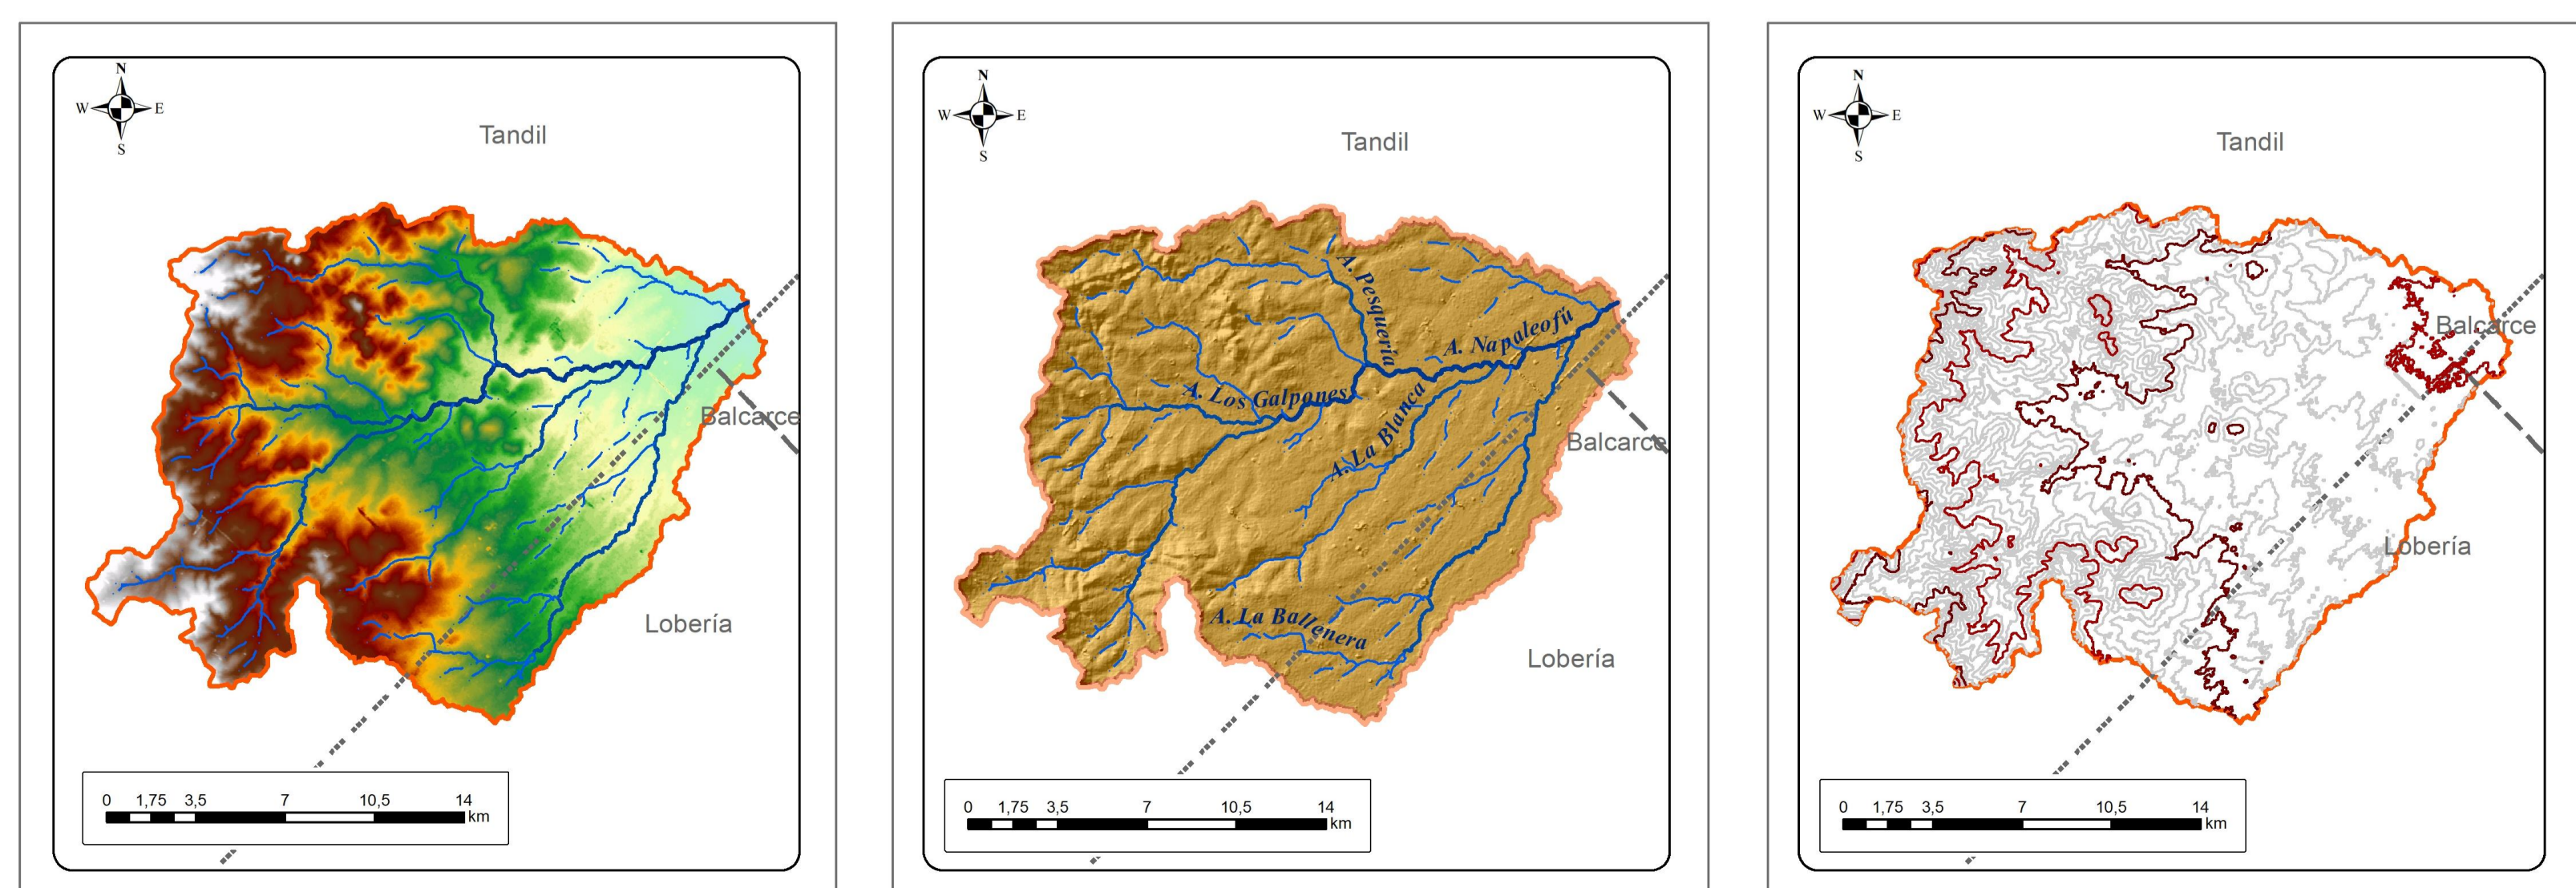 N
W E
S
Tandil
Balcarce
Lobería
0 1,75 3,5 7 10,5 14
km
N
W E
S
Tandil
A. Pesquería
A. Napaleofú
A. Los Galpones
A. La Blanca
Balcarce
A. La Ballenera
Lobería
0 1,75 3,5 7 10,5 14
km
N
W E
S
Tandil
Balcarce
Lobería
0 1,75 3,5 7 10,5 14
km